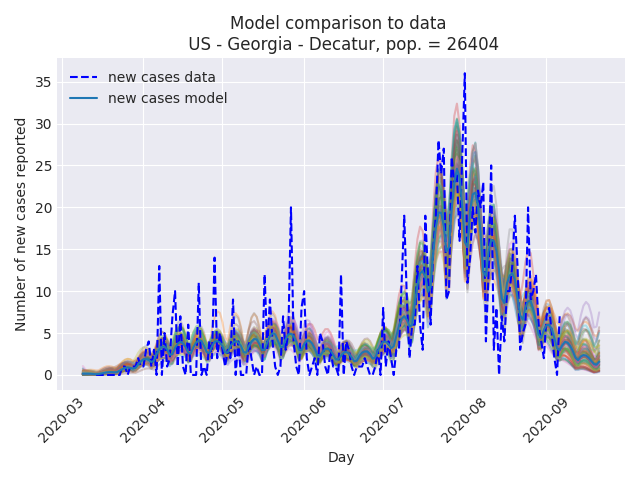 Model comparison to data
US - Georgia - Decatur, pop. = 26404
new cases data
new cases model
Number of new cases reported
35
30
25
20
15
10
5
0
2020-03
2020-04
2020-05
2020-06
2020-07
2020-08
2020-09
Day